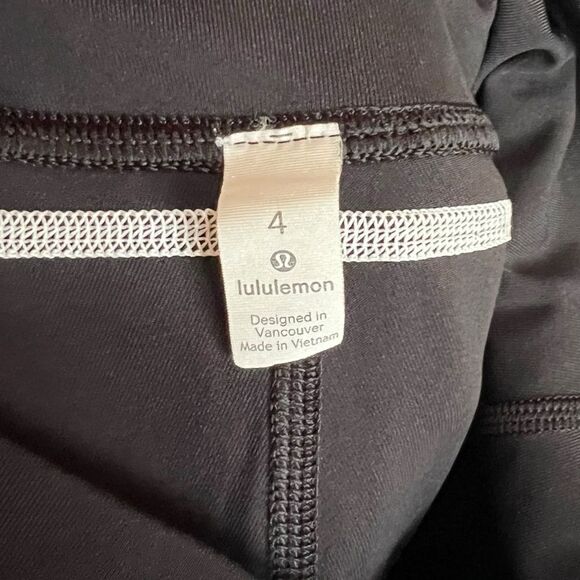 4
lululemon
Designed in
Vancouver
Made in Vietnam